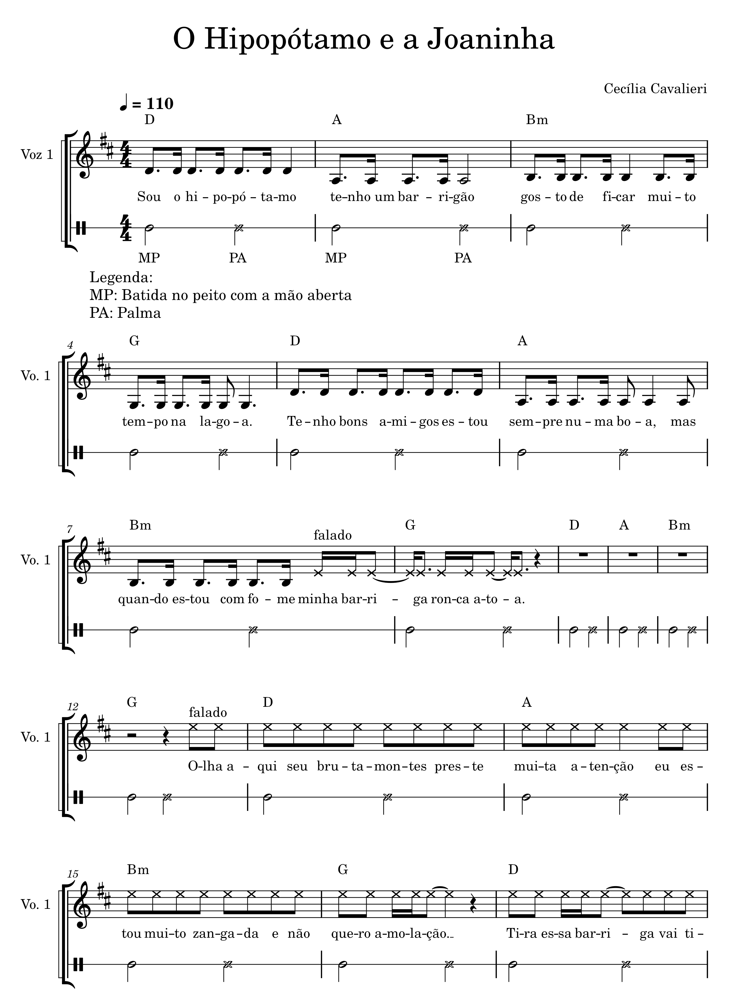 O Hipopótamo e a Joaninha
Cecília Cavalieri
= 110
D A Bm
Voz 1
Sou o hi – po – pó – ta – mo te – nho um bar – ri – gão gos – to de fi – car mui – to
MP PA MP PA
Legenda:
MP: Batida no peito com a mão aberta
PA: Palma
4 G D A
Vo. 1
tem – po na la – go – a. Te – nho bons a – mi – gos es – tou sem – pre nu – ma bo – a, mas
7 Bm falado G D A Bm
Vo. 1
quan – do es – tou com fo – me minha bar – ri – ga ron – ca a – to – a.
12 G falado D A
Vo. 1
O – lha a – qui seu bru – ta – mon – tes pres – te mui – ta a – ten – ção eu es –
15 Bm G D
Vo. 1
tou mui – to zan – ga – da e não que – ro a – mo – la – ção. Ti – ra es – sa bar – ri – ga vai ti –